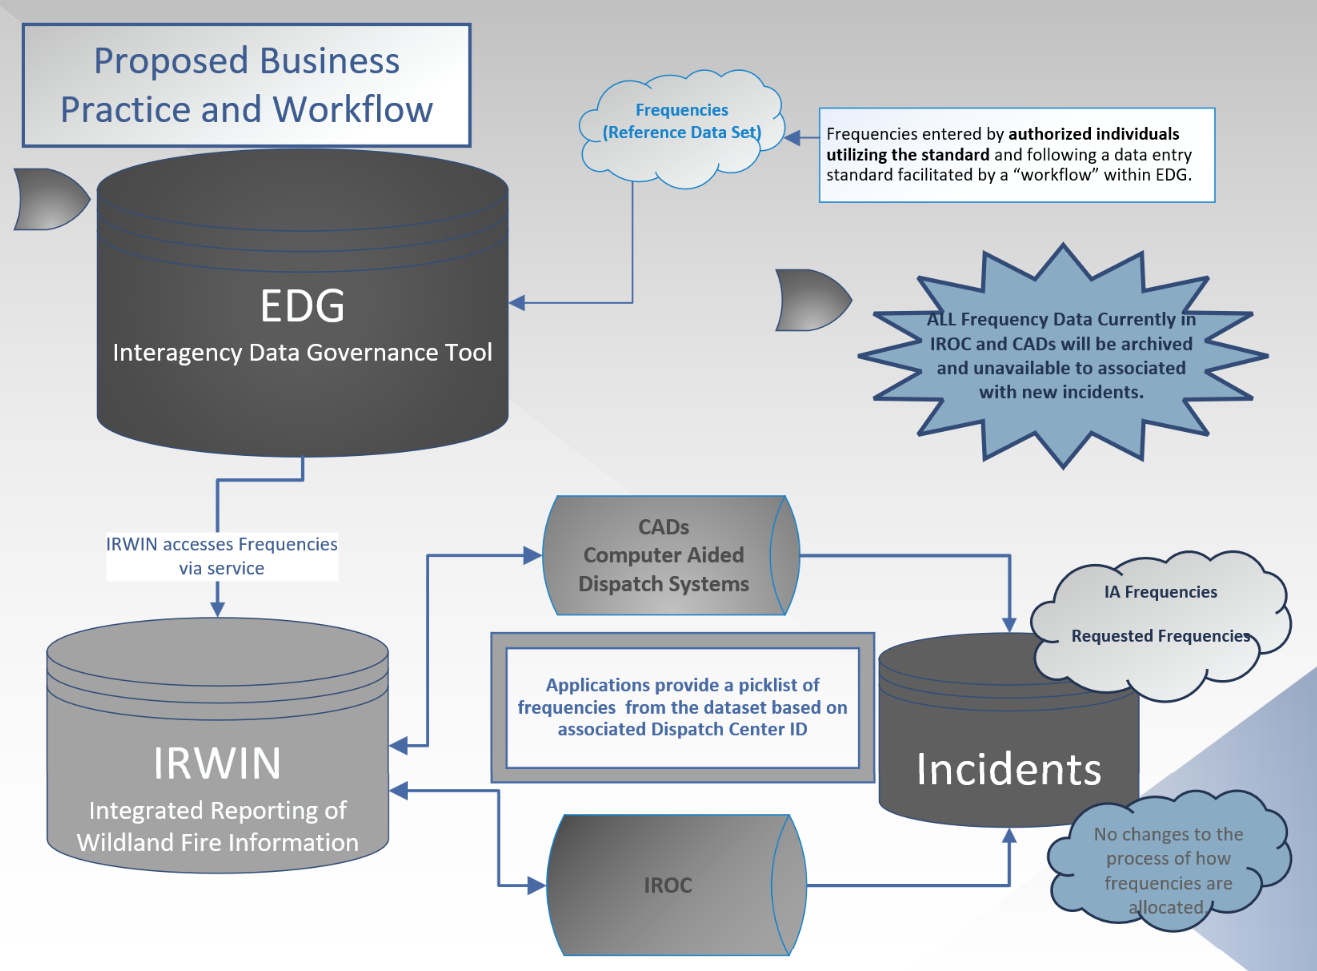 Proposed Business
Practice and Workflow
Frequencies
(Reference Data Set)
Frequencies entered by authorized individuals
utilizing the standard and following a data entry
standard facilitated by a “workflow” within EDG.
EDG
Interagency Data Governance Tool
ALL Frequency Data Currently in
IROC and CADs will be archived
and unavailable to associated
with new incidents.
IRWIN accesses Frequencies
via service
CADs
Computer Aided
Dispatch Systems
IA Frequencies
Requested Frequencies
Applications provide a picklist of
frequencies from the dataset based on
associated Dispatch Center ID
IRWIN
Integrated Reporting of
Wildland Fire Information
Incidents
IROC
No changes to the
process of how
frequencies are
allocated.